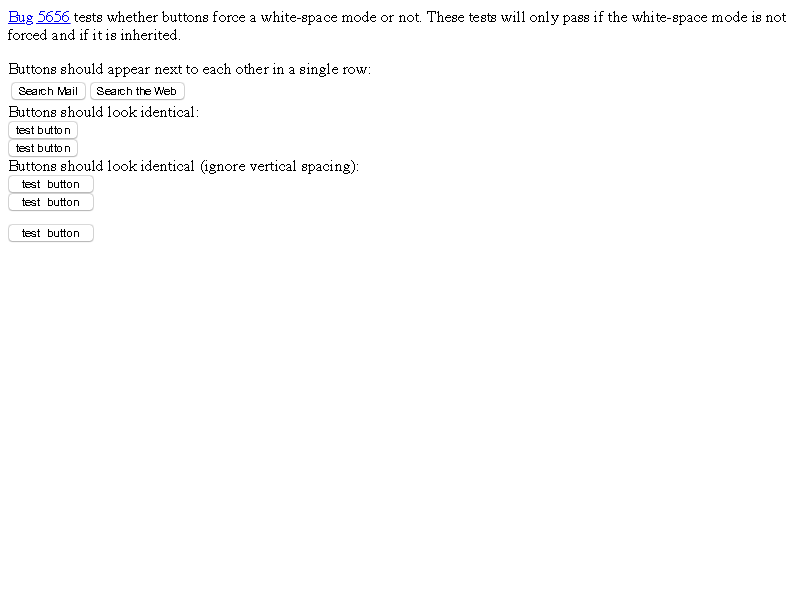 Bug 5656 tests whether buttons force a white-space mode or not. These tests will only pass if the white-space mode is not
forced and if it is inherited.
Buttons should appear next to each other in a single row:
Search Mail Search the Web
Buttons should look identical:
test button
test button
Buttons should look identical (ignore vertical spacing):
test  button
test  button
test  button